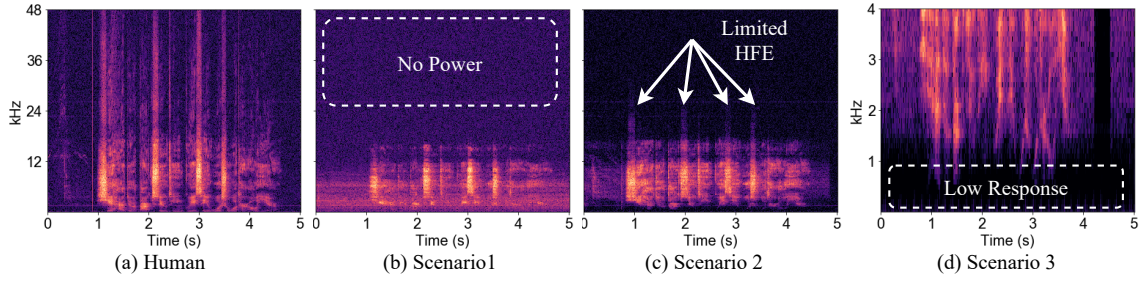 48
36
24
12
kHz
0
1
2
3
4
5
Time (s)
(a) Human
No Power
0
1
2
3
4
5
Time (s)
(b) Scenario1
Limited
HFE
0
1
2
3
4
5
Time (s)
(c) Scenario 2
4
3
2
1
kHz
Low Response
0
1
2
3
4
5
Time (s)
(d) Scenario 3